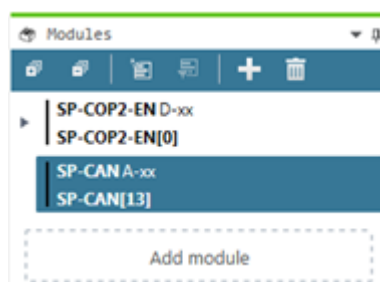 Modules
SP-COP2-EN D-xx
SP-COP2-EN[0]
SP-CAN A-xx
SP-CAN[13]
Add module